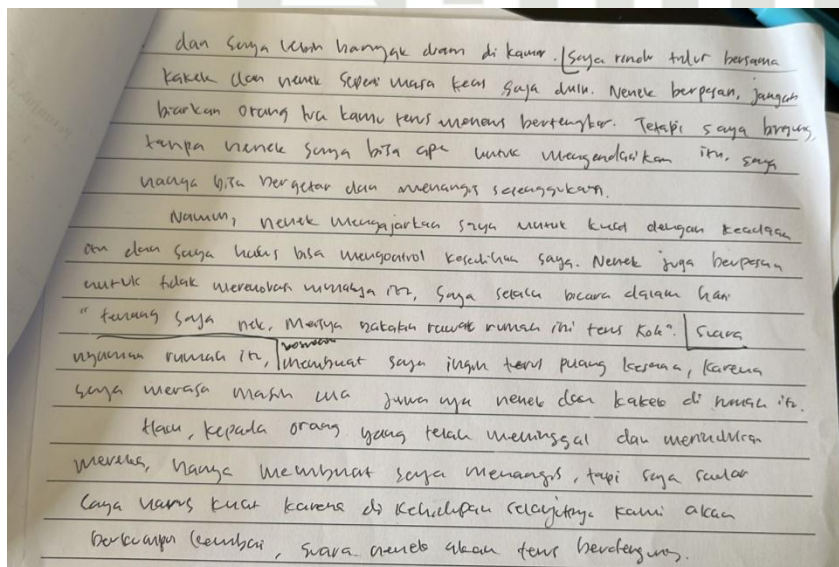 dan saya lebih banyak diam di kamar. Saya rindu tidur bersama
kakek dan nenek seperti masa kecil saya dulu. Nenek berpesan, jangan
biarkan orang tua kamu terus menerus bertengkar. Tetapi saya bingung,
tanpa nenek saya bisa apa untuk mengendalikan itu, saya
hanya bisa bergetar dan menangis sesenggukan.
Namun, nenek mengajarkan saya untuk kuat dengan keadaan
dan saya harus bisa mengontrol kesedihan saya. Nenek juga berpesan
untuk tidak merenovasi rumahnya itu, saya selalu bicara dalam hati
"tenang saja nek, Marsya bakalan rawat rumah ini terus kok". Suara
nyaman rumah itu, membuat saya ingin terus pulang kesana, karena
saya merasa masih ada jiwa nya nenek dan kakek di rumah itu.
kepada orang yang telah meninggal dan merindukan
mereka, hanya membuat saya menangis, tapi saya sadar
saya harus kuat karena di kehidupan selanjutnya kami akan
berkumpul kembali, suara nenek akan terus berdengung.